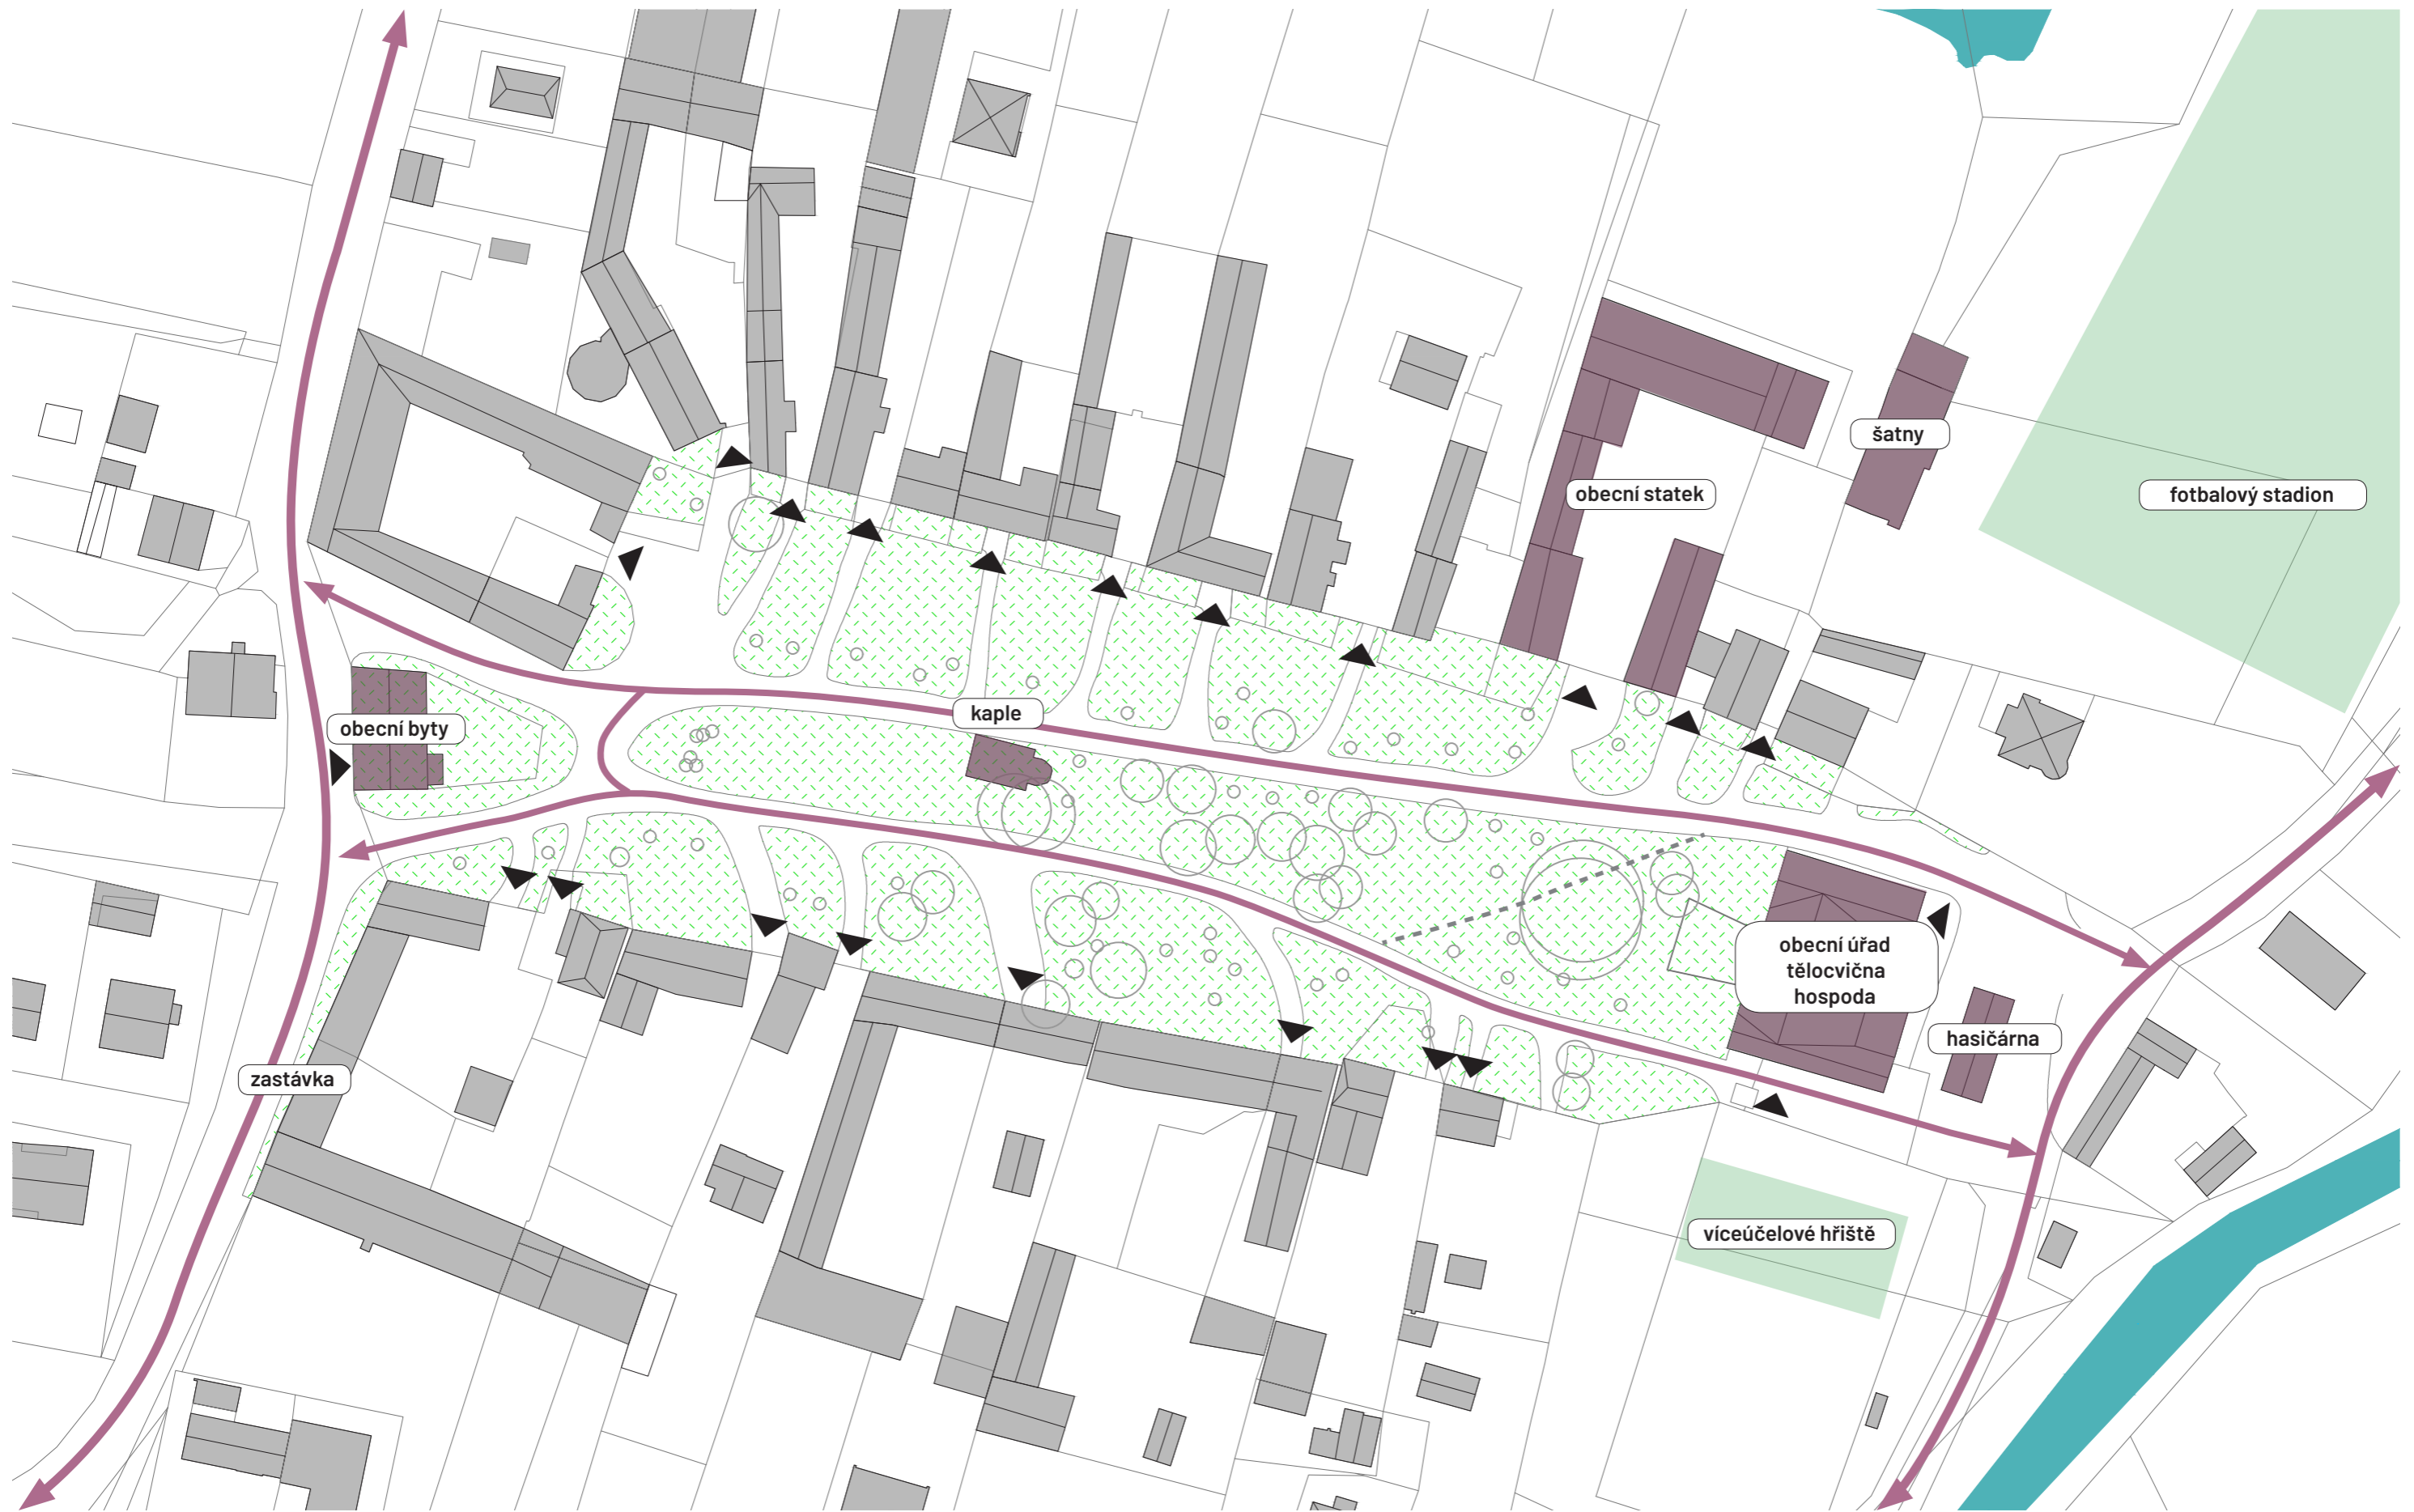 šatny
obecní statek
fotbalový stadion
kaple
obecní byty
obecní úřad
tělocvična
hospoda
hasičárna
zastávka
víceúčelové hřiště